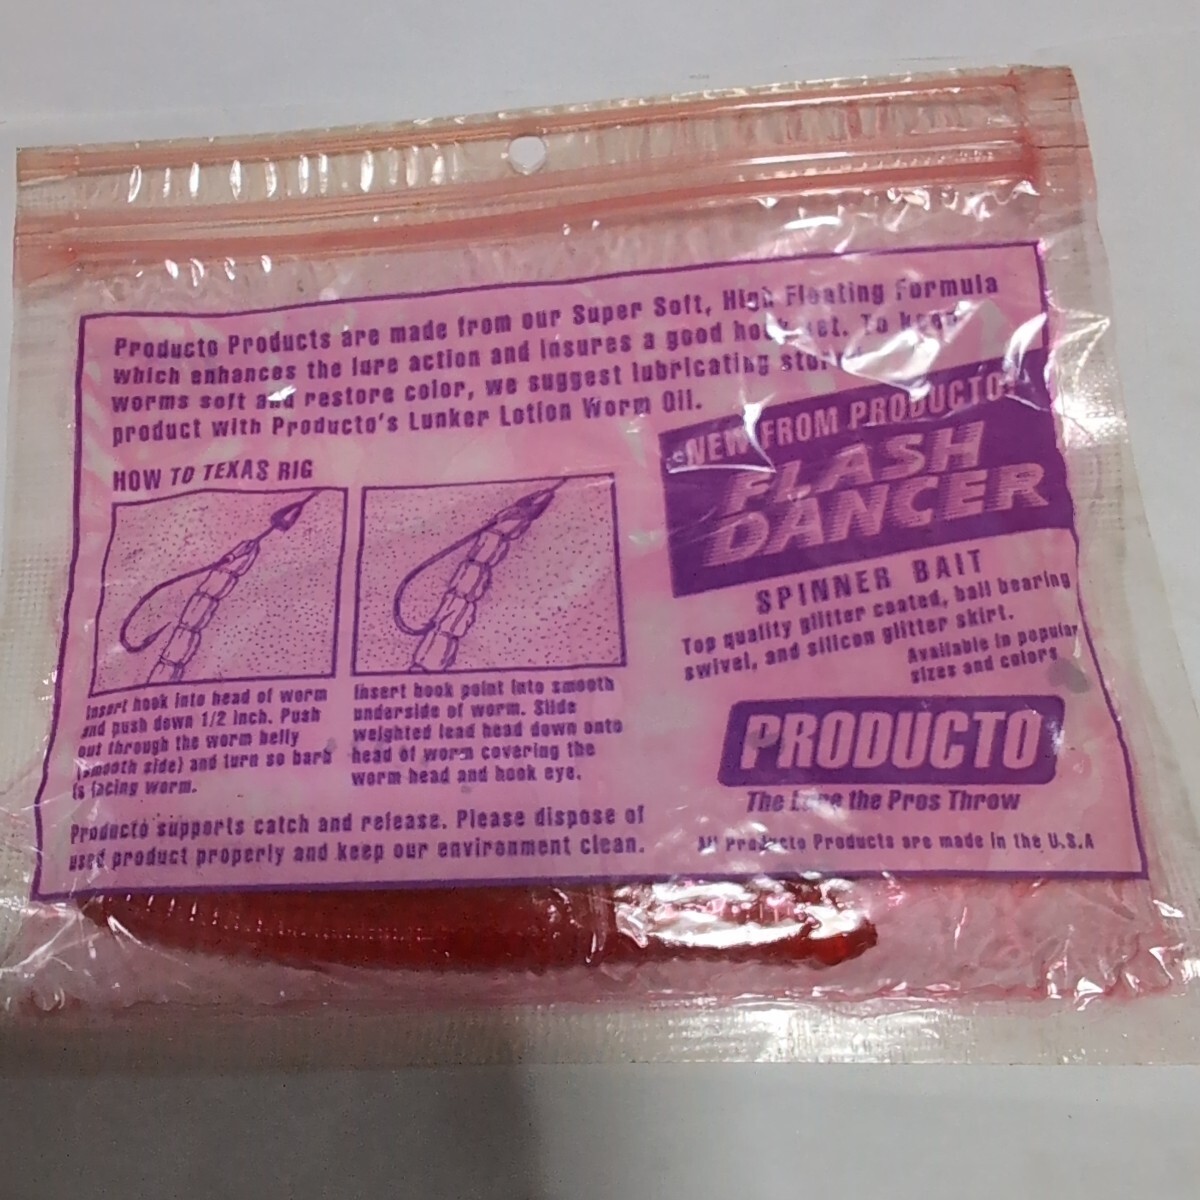 Producto Products are made from our Super Soft, High Floating Formula
which enhances the lure action and insures a good hook set. To keep
worms soft and restore color, we suggest lubricating
product with Producto's Lunker Lotion Worm Oil.
HOW TO TEXAS RIG
Insert hook into head of worm
and push down 1/2 inch. Push
out through the worm belly
(smooth side) and turn so barb
is facing worm.
Insert hook point into smooth
underside of worm. Slide
weighted lead head down onto
head of worm covering the
worm head and hook eye.
Producto supports catch and release. Please dispose of
used product properly and keep our environment clean.
NEW FROM PRODUCTO!
FLASH
DANCER
SPINNER BAIT
Top quality glitter coated, ball bearing
swivel, and silicon glitter skirt.
Available in popular
sizes and colors
PRODUCTO
The Lure the Pros Throw
All Producto Products are made in the U.S.A